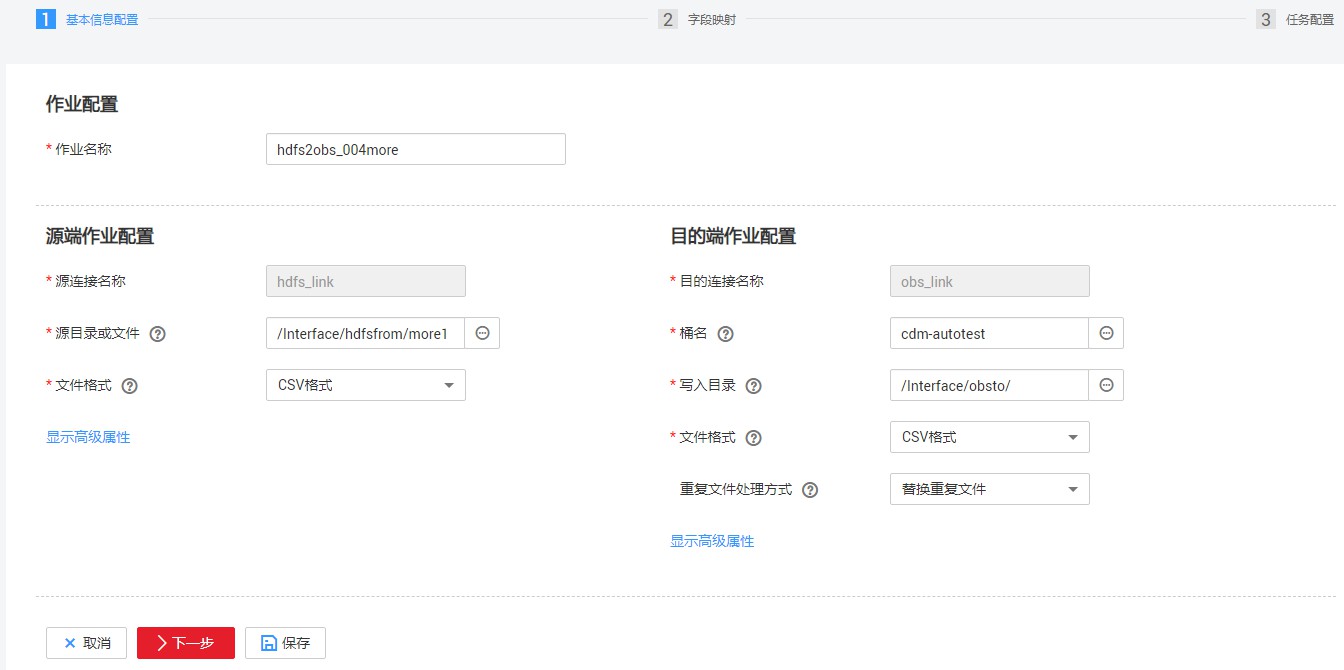 1 基本信息配置 2 字段映射 3 任务配置
作业配置
* 作业名称 hdfs2obs_004more
源端作业配置
* 源连接名称 hdfs_link
* 源目录或文件 ? /Interface/hdfsfrom/more1
* 文件格式 ? CSV格式
显示高级属性
目的端作业配置
* 目的连接名称 obs_link
* 桶名 ? cdm-autotest
* 写入目录 ? /Interface/obsto/
* 文件格式 ? CSV格式
重复文件处理方式 ? 替换重复文件
显示高级属性
取消 下一步 保存